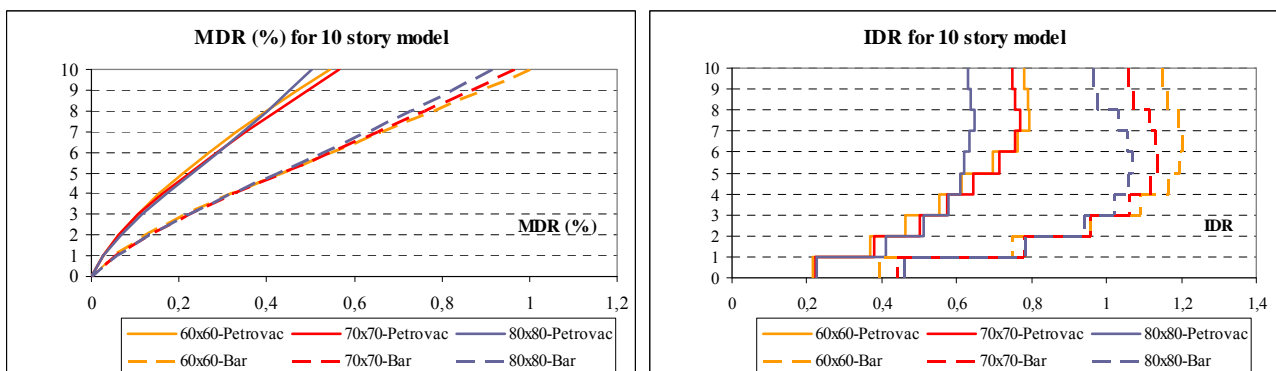 MDR (%) for 10 story model
10
9
8
7
6
5
4
3
2
1
0
MDR (%)
0 0,2 0,4 0,6 0,8 1 1,2
60x60-Petrovac 70x70-Petrovac 80x80-Petrovac
60x60-Bar 70x70-Bar 80x80-Bar
IDR for 10 story model
10
9
8
7
6
5
4
3
2
1
0
IDR
0 0,2 0,4 0,6 0,8 1 1,2 1,4
60x60-Petrovac 70x70-Petrovac 80x80-Petrovac
60x60-Bar 70x70-Bar 80x80-Bar